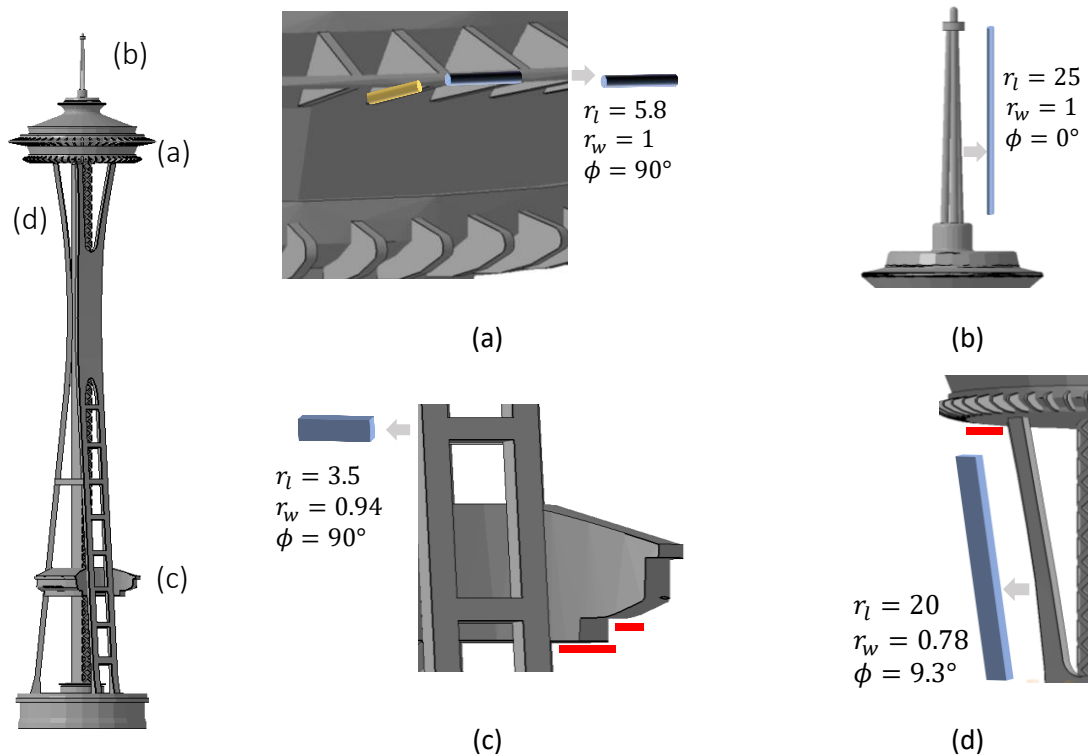 (b)
(a)
(d)
(c)
r_l = 5.8
r_w = 1
ϕ = 90°
(a)
r_l = 25
r_w = 1
ϕ = 0°
(b)
r_l = 3.5
r_w = 0.94
ϕ = 90°
(c)
r_l = 20
r_w = 0.78
ϕ = 9.3°
(d)